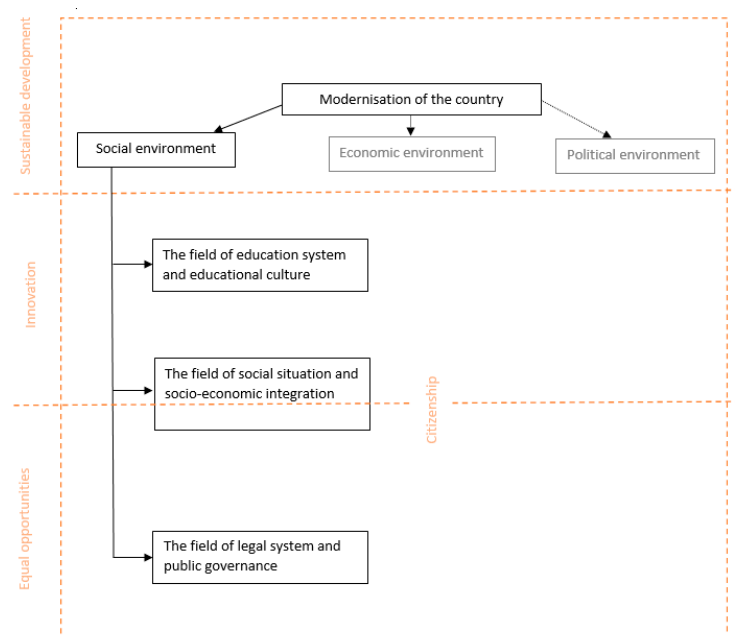 Sustainable development
Modernisation of the country
Social environment
Economic environment
Political environment
Innovation
The field of education system
and educational culture
The field of social situation and
socio-economic integration
Citizenship
Equal opportunities
The field of legal system and
public governance